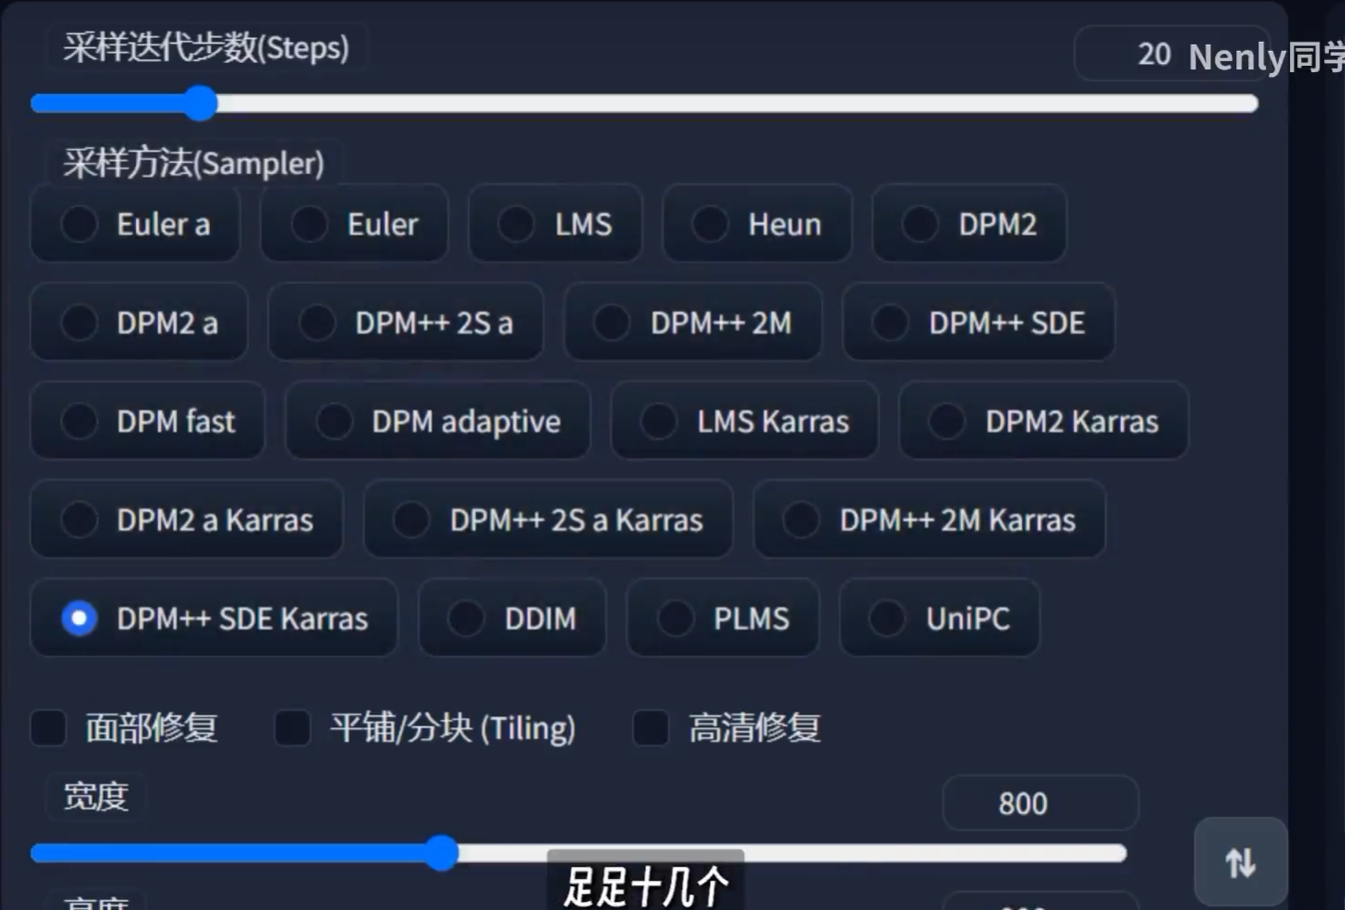 采样迭代步数(Steps)
20
Nenly同学
采样方法(Sampler)
Euler a
Euler
LMS
Heun
DPM2
DPM2 a
DPM++ 2S a
DPM++ 2M
DPM++ SDE
DPM fast
DPM adaptive
LMS Karras
DPM2 Karras
DPM2 a Karras
DPM++ 2S a Karras
DPM++ 2M Karras
DPM++ SDE Karras
DDIM
PLMS
UniPC
面部修复
平铺/分块 (Tiling)
高清修复
宽度
800
足足十几个